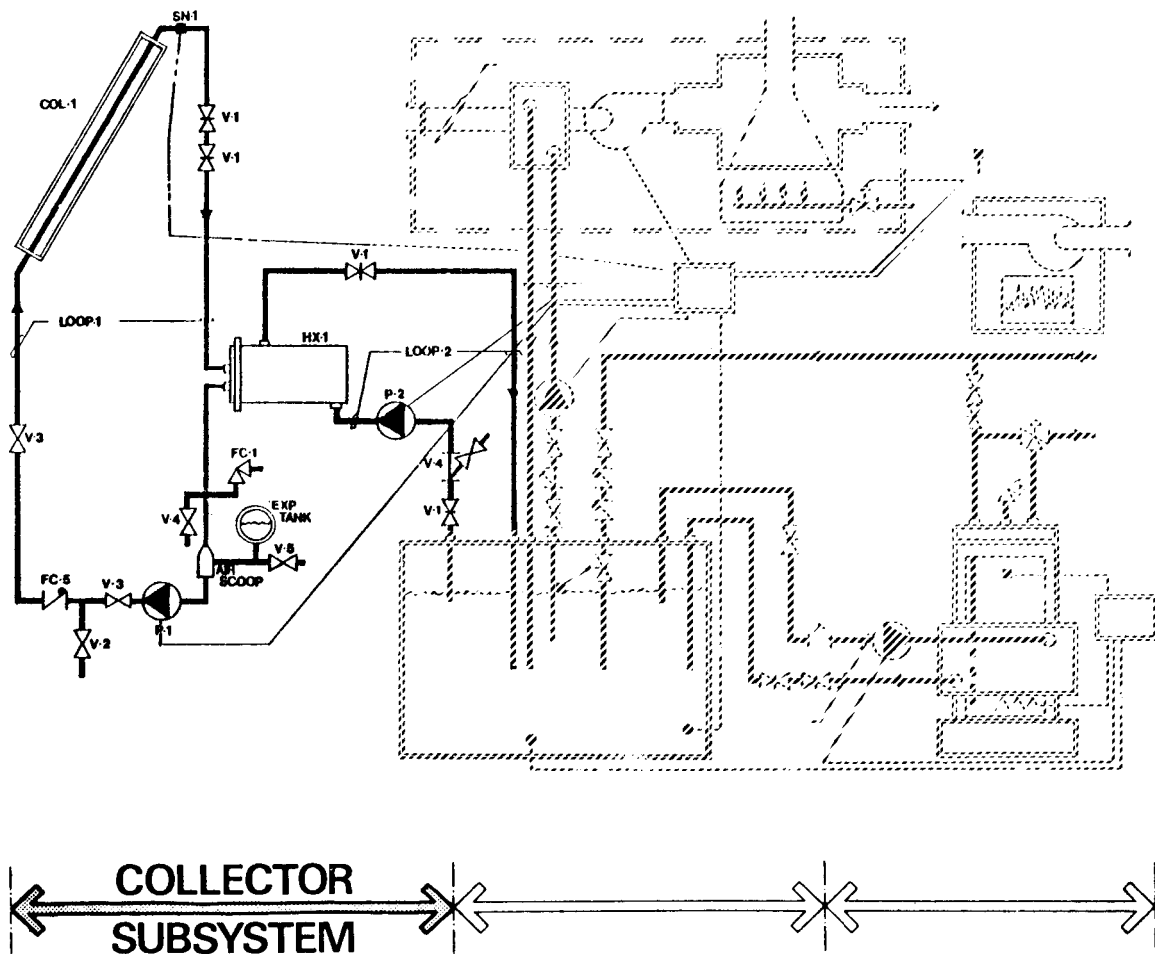 SN·1
COL·1
V·1
V·1
V·1
LOOP·1
HX·1
LOOP·2
P·2
V·3
FC·1
V·4
V·4
EXP
TANK
V·1
V·5
AIR
SCOOP
FC·5
V·3
P·1
V·2
COLLECTOR
SUBSYSTEM